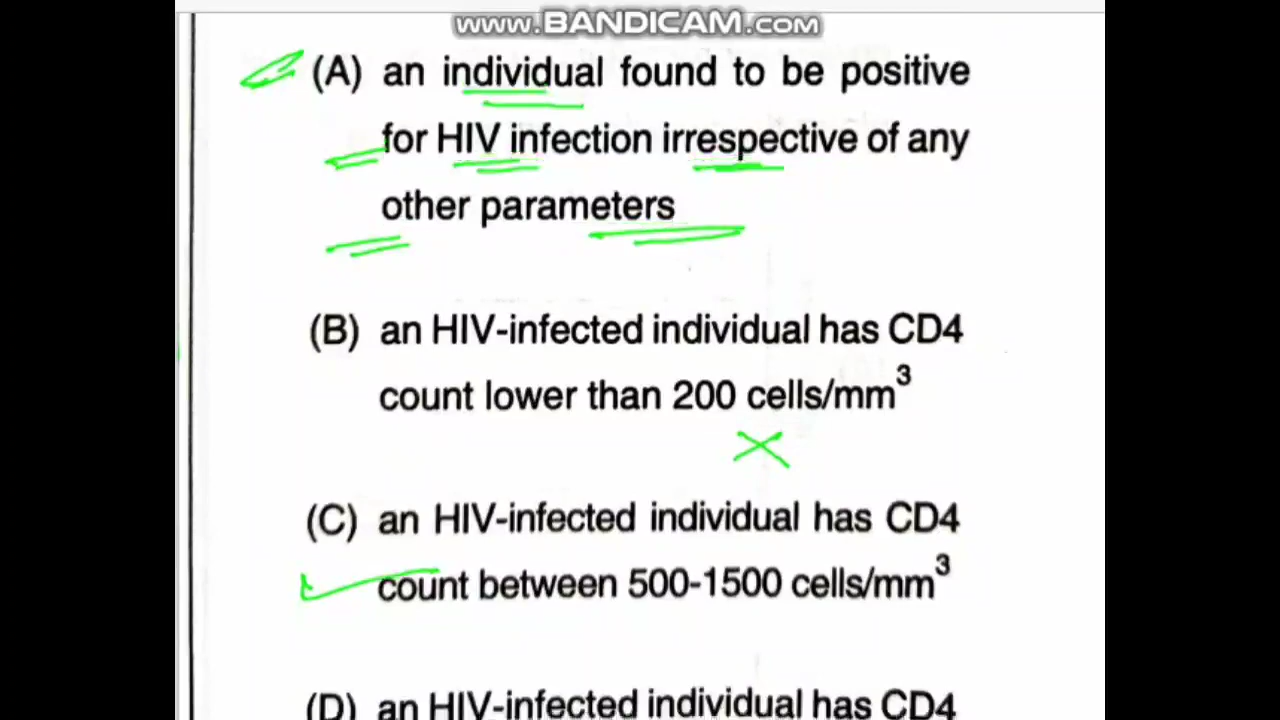 www.BANDICAM.com
(A) an individual found to be positive
for HIV infection irrespective of any
other parameters
(B) an HIV-infected individual has CD4
count lower than 200 cells/mm³
(C) an HIV-infected individual has CD4
count between 500-1500 cells/mm³
(D) an HIV-infected individual has CD4